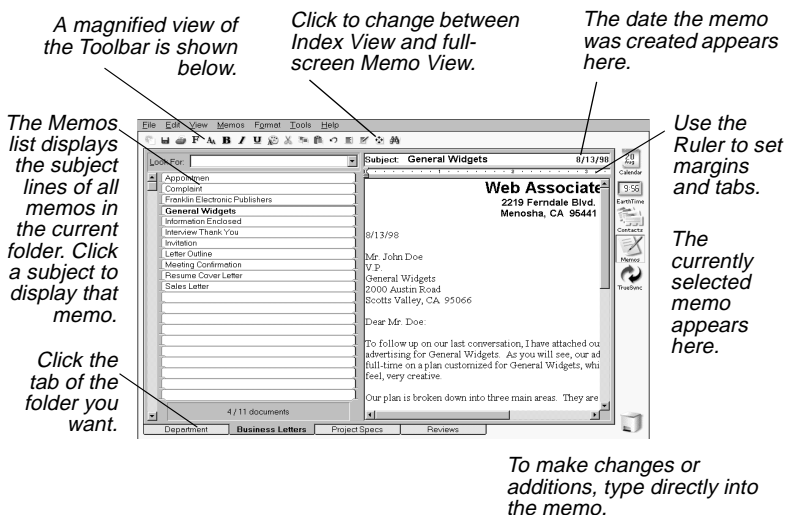 A magnified view of
the Toolbar is shown
below.
Click to change between
Index View and full-
screen Memo View.
The date the memo
was created appears
here.
The Memos
list displays
the subject
lines of all
memos in
the current
folder. Click
a subject to
display that
memo.
Click the
tab of the
folder you
want.
File Edit View Memos Format Tools Help
Look For:
Appointmen
Complaint
Franklin Electronic Publishers
General Widgets
Information Enclosed
Interview Thank You
Invitation
Letter Outline
Meeting Confirmation
Resume Cover Letter
Sales Letter
4 / 11 documents
Department Business Letters Project Specs Reviews
Subject: General Widgets 8/13/98
1 2 3
Web Associate
2219 Ferndale Blvd.
Menosha, CA 95441
8/13/98
Mr. John Doe
V.P.
General Widgets
2000 Austin Road
Scotts Valley, CA 95066
Dear Mr. Doe:
To follow up on our last conversation, I have attached ou
advertising for General Widgets. As you will see, our ad
full-time on a plan customized for General Widgets, whi
feel, very creative.
Our plan is broken down into three main areas. They are
20
Aug
Calendar
9:56
EarthTime
Contacts
Memos
TrueSync
Use the
Ruler to set
margins
and tabs.
The
currently
selected
memo
appears
here.
To make changes or
additions, type directly into
the memo.